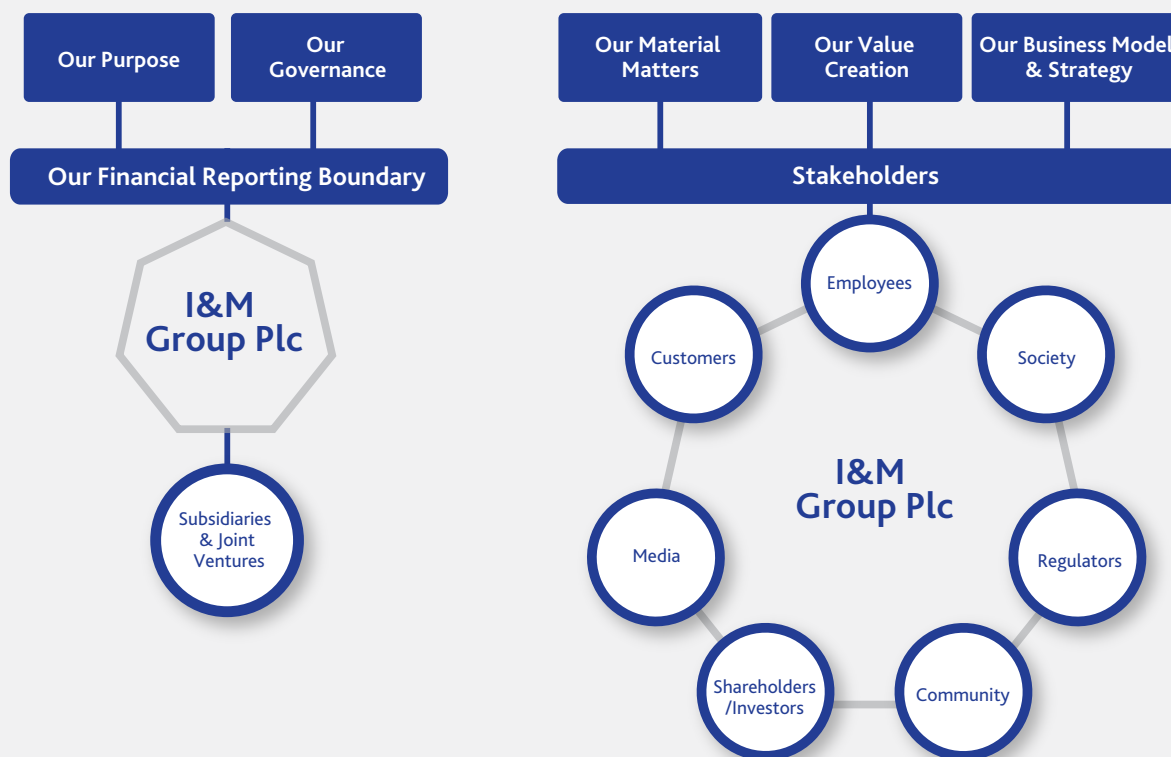 Our Purpose
Our
Governance
Our Financial Reporting Boundary
I&M
Group Plc
Subsidiaries
& Joint
Ventures
Our Material
Matters
Our Value
Creation
Our Business Model
& Strategy
Stakeholders
Employees
Customers
Society
I&M
Group Plc
Media
Regulators
Shareholders
/Investors
Community